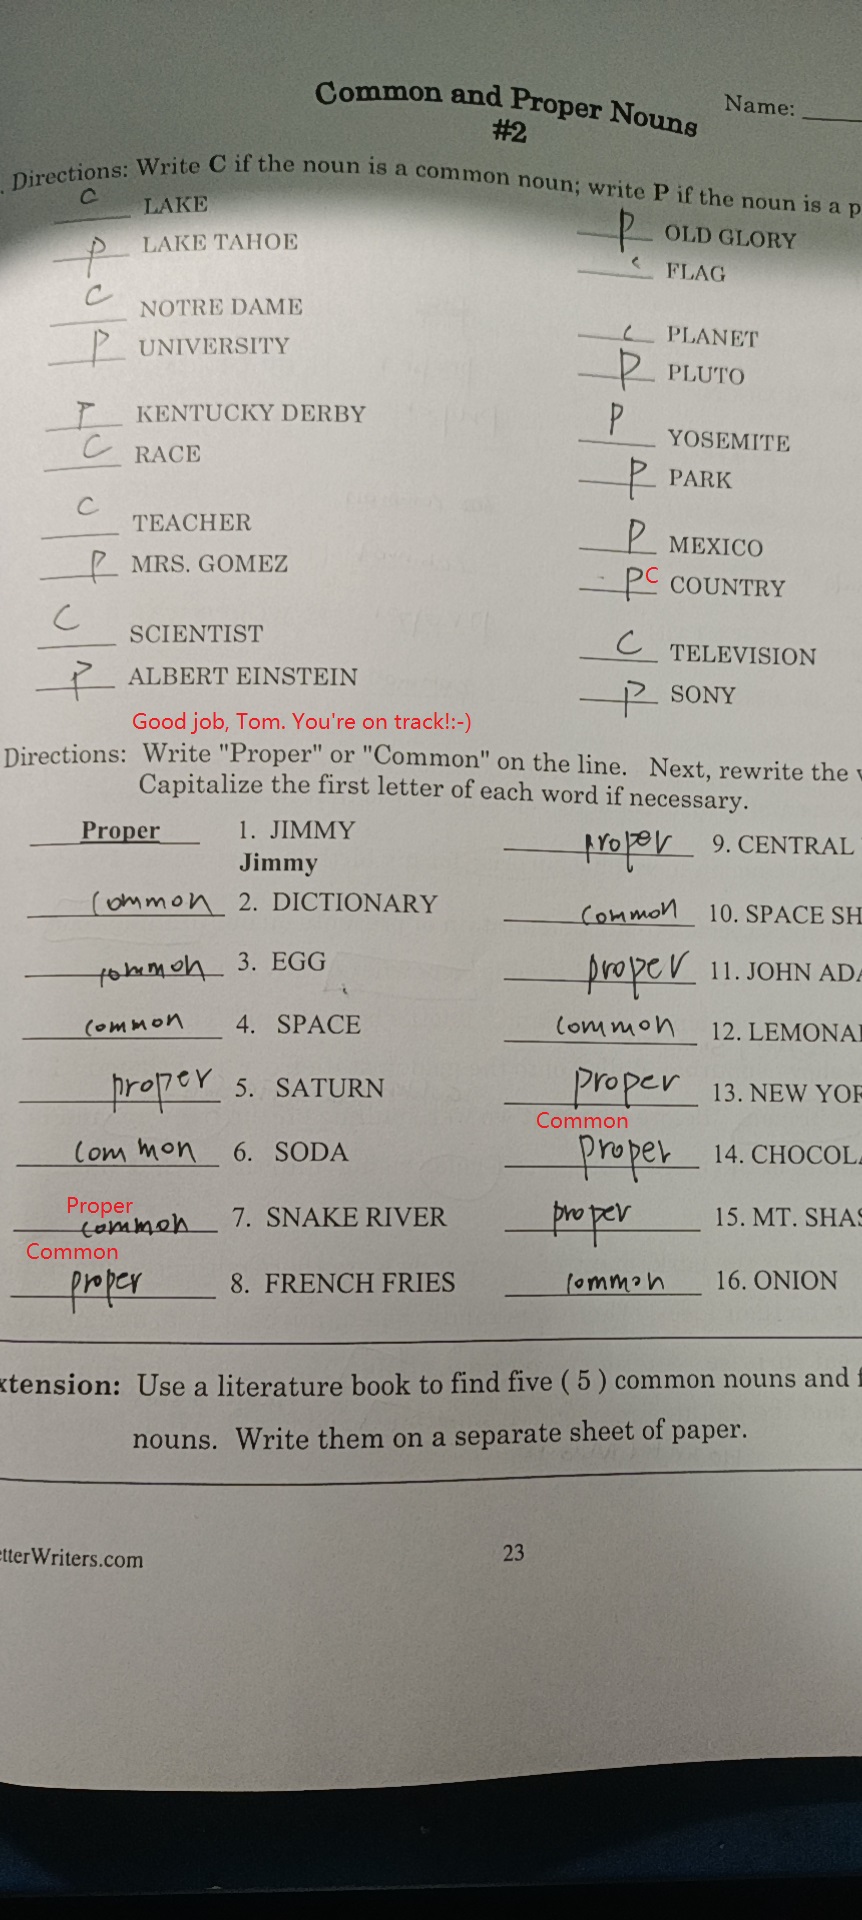 Common and Proper Nouns
#2
Name:
Directions: Write C if the noun is a common noun; write P if the noun is a p
C LAKE
P LAKE TAHOE
C NOTRE DAME
P UNIVERSITY
P KENTUCKY DERBY
C RACE
C TEACHER
P MRS. GOMEZ
C SCIENTIST
P ALBERT EINSTEIN
P OLD GLORY
c FLAG
c PLANET
P PLUTO
P YOSEMITE
P PARK
P MEXICO
P C COUNTRY
C TELEVISION
P SONY
Good job, Tom. You're on track!:-)
Directions: Write "Proper" or "Common" on the line. Next, rewrite the
Capitalize the first letter of each word if necessary.
Proper 1. JIMMY
Jimmy
common 2. DICTIONARY
common 3. EGG
common 4. SPACE
proper 5. SATURN
common 6. SODA
Proper
common 7. SNAKE RIVER
Common
proper 8. FRENCH FRIES
proper 9. CENTRAL
common 10. SPACE SH
proper 11. JOHN ADA
common 12. LEMONA
proper 13. NEW YOR
Common
proper 14. CHOCOL
proper 15. MT. SHAS
common 16. ONION
xtension: Use a literature book to find five ( 5 ) common nouns and f
nouns. Write them on a separate sheet of paper.
tterWriters.com
23